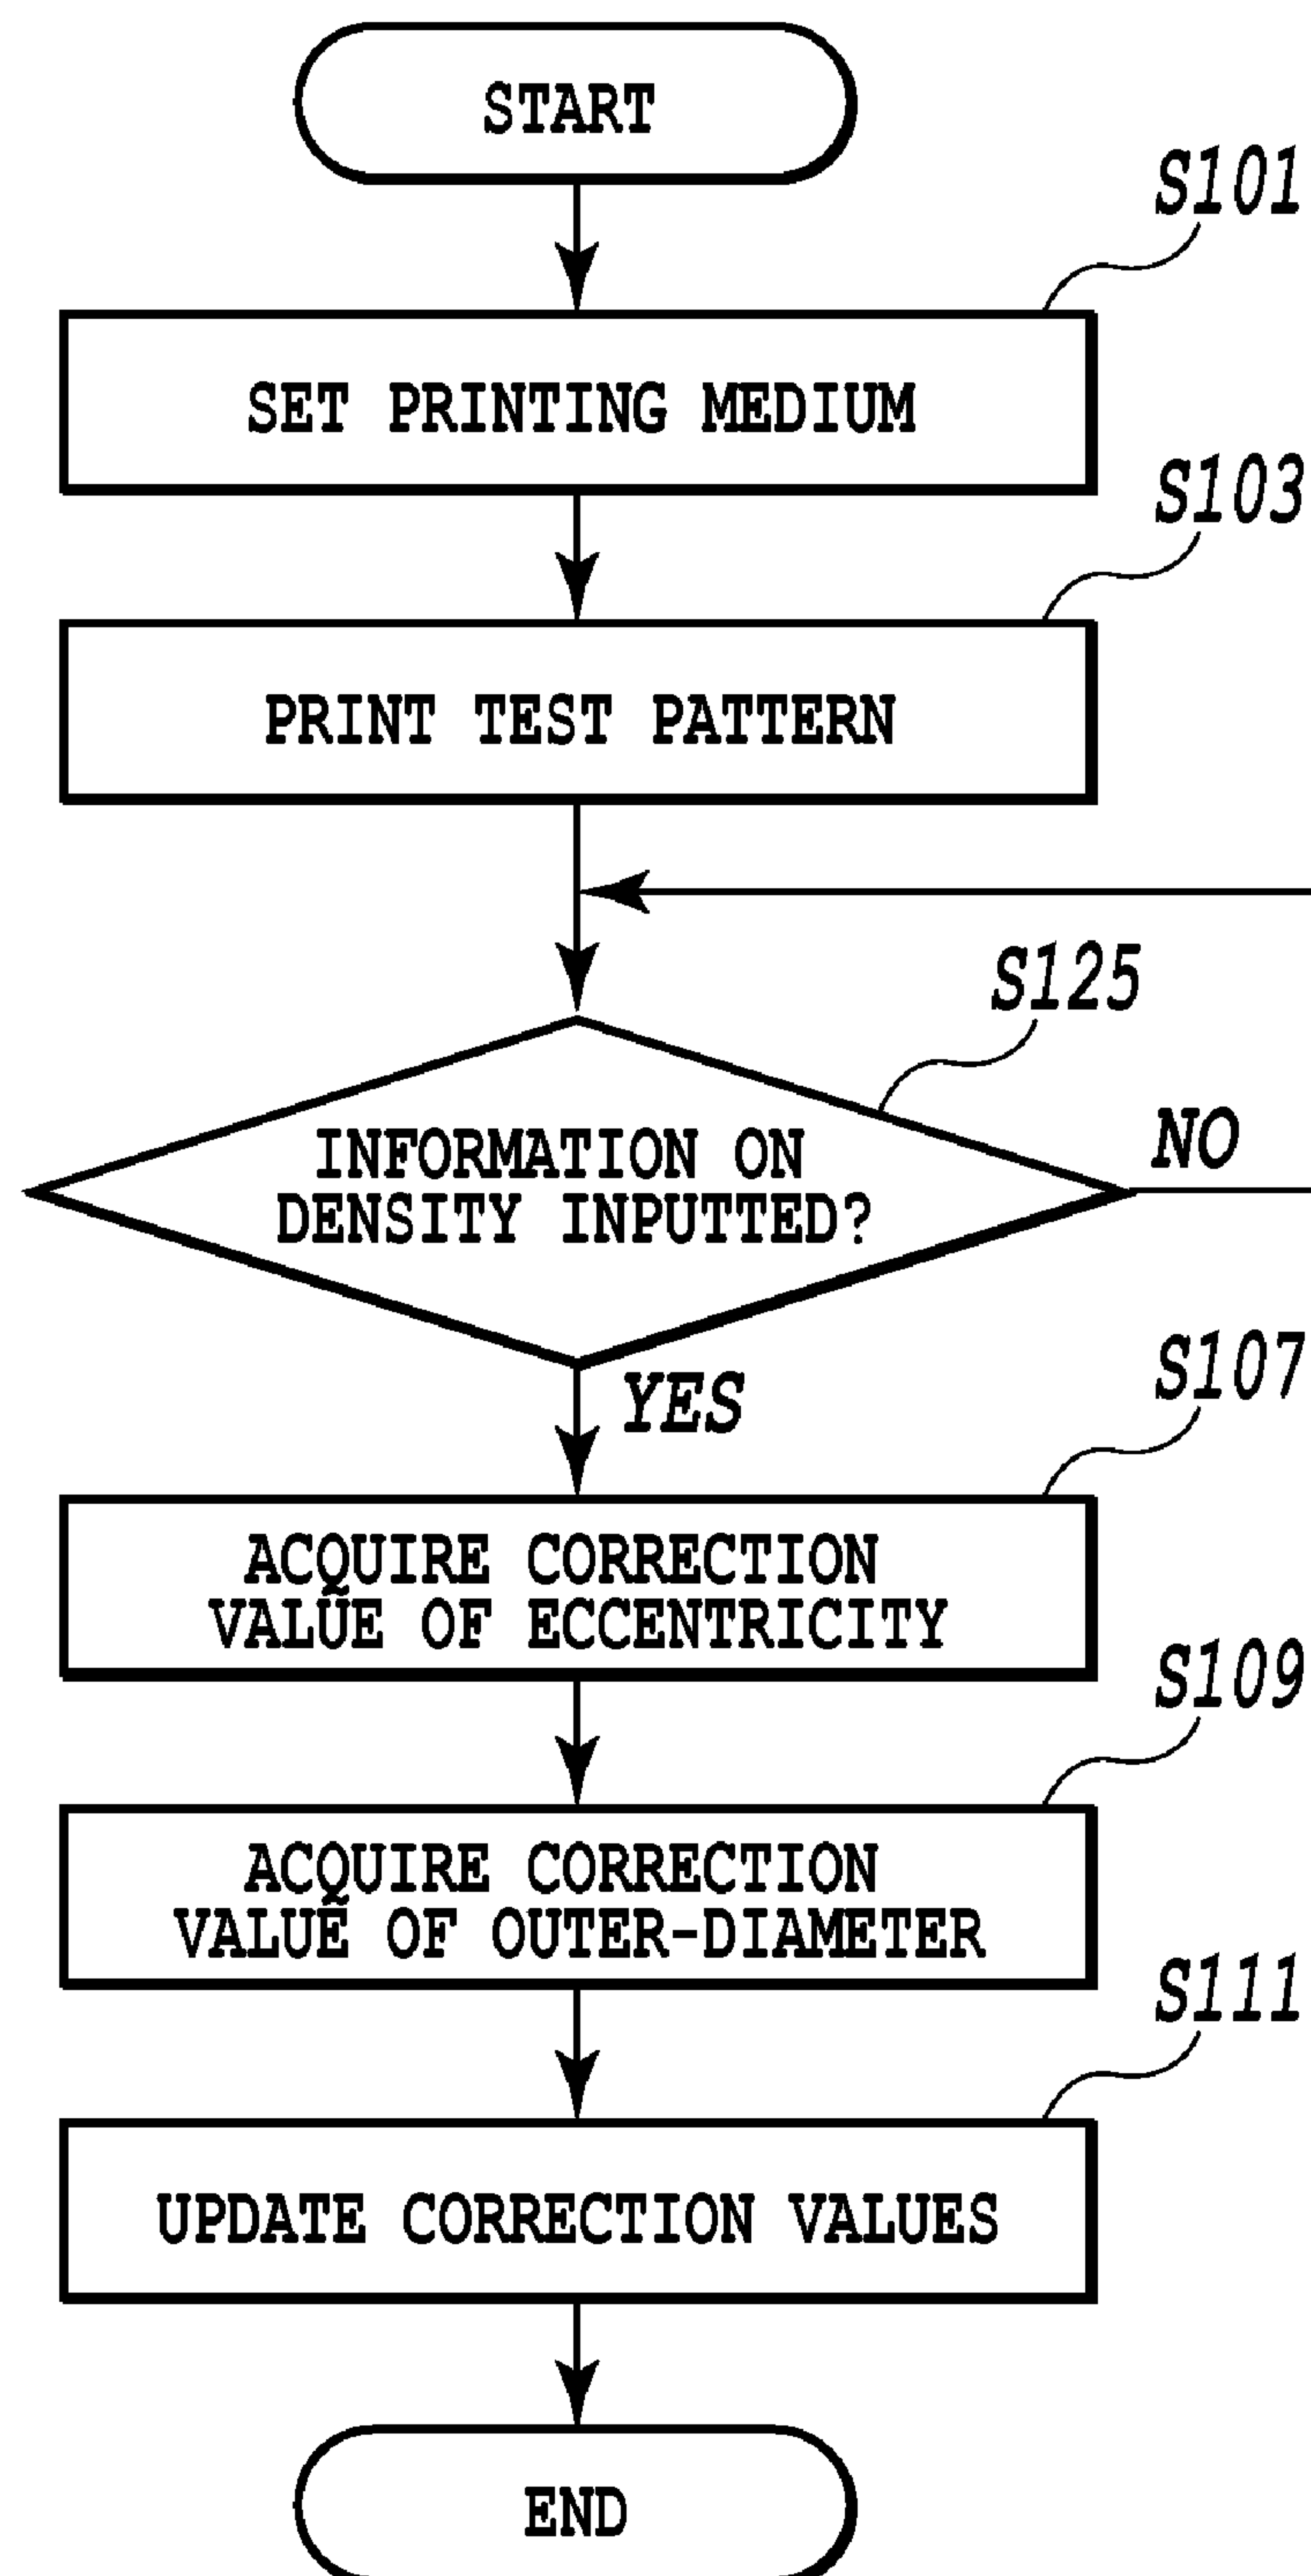 START
S101
SET PRINTING MEDIUM
S103
PRINT TEST PATTERN
S125
INFORMATION ON
DENSITY INPUTTED?
NO
YES
S107
ACQUIRE CORRECTION
VALUE OF ECCENTRICITY
S109
ACQUIRE CORRECTION
VALUE OF OUTER-DIAMETER
S111
UPDATE CORRECTION VALUES
END